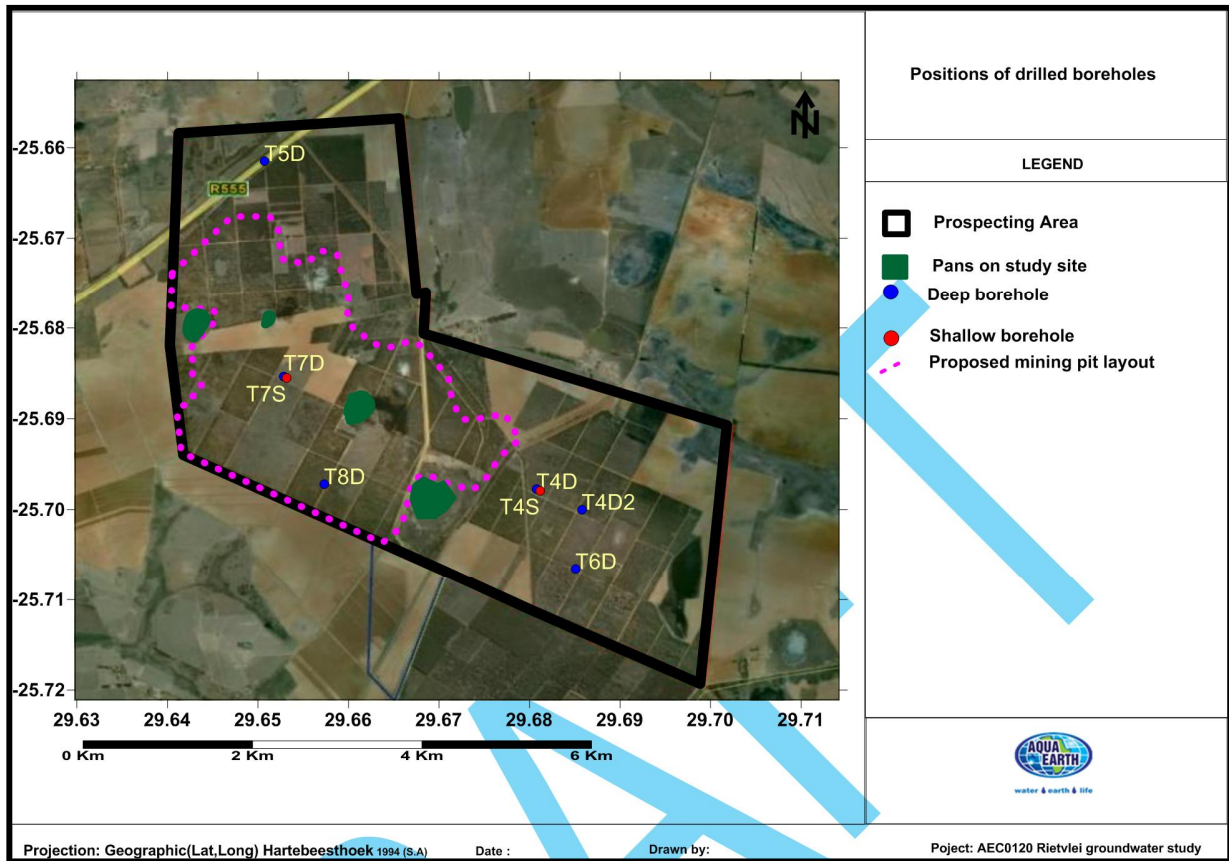 Positions of drilled boreholes
N
LEGEND
Prospecting Area
Pans on study site
Deep borehole
Shallow borehole
Proposed mining pit layout
-25.66
-25.67
-25.68
-25.69
-25.70
-25.71
-25.72
T5D
R555
T7D
T7S
T8D
T4D
T4S
T4D2
T6D
29.63 29.64 29.65 29.66 29.67 29.68 29.69 29.70 29.71
0 Km 2 Km 4 Km 6 Km
AQUA
EARTH
water earth life
Projection: Geographic(Lat,Long) Hartebeesthoek 1994 (S.A) Date : Drawn by: Poject: AEC0120 Rietvlei groundwater study